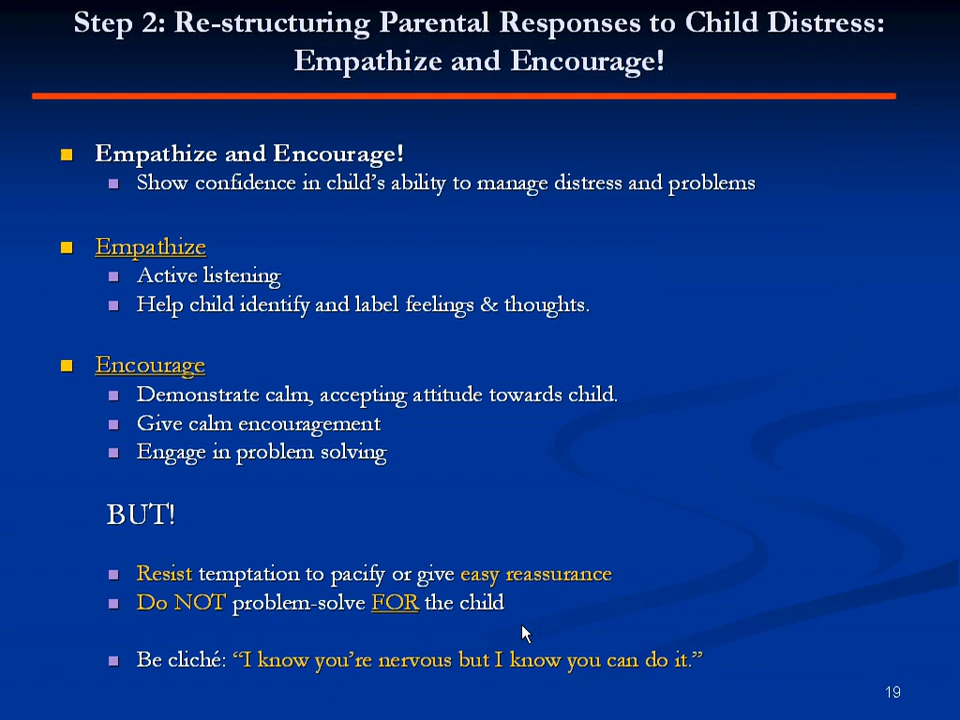 Step 2: Re-structuring Parental Responses to Child Distress:
Empathize and Encourage!
Empathize and Encourage!
Show confidence in child's ability to manage distress and problems
Empathize
Active listening
Help child identify and label feelings & thoughts.
Encourage
Demonstrate calm, accepting attitude towards child.
Give calm encouragement
Engage in problem solving
BUT!
Resist temptation to pacify or give easy reassurance
Do NOT problem-solve FOR the child
Be cliché: “I know you’re nervous but I know you can do it.”
19